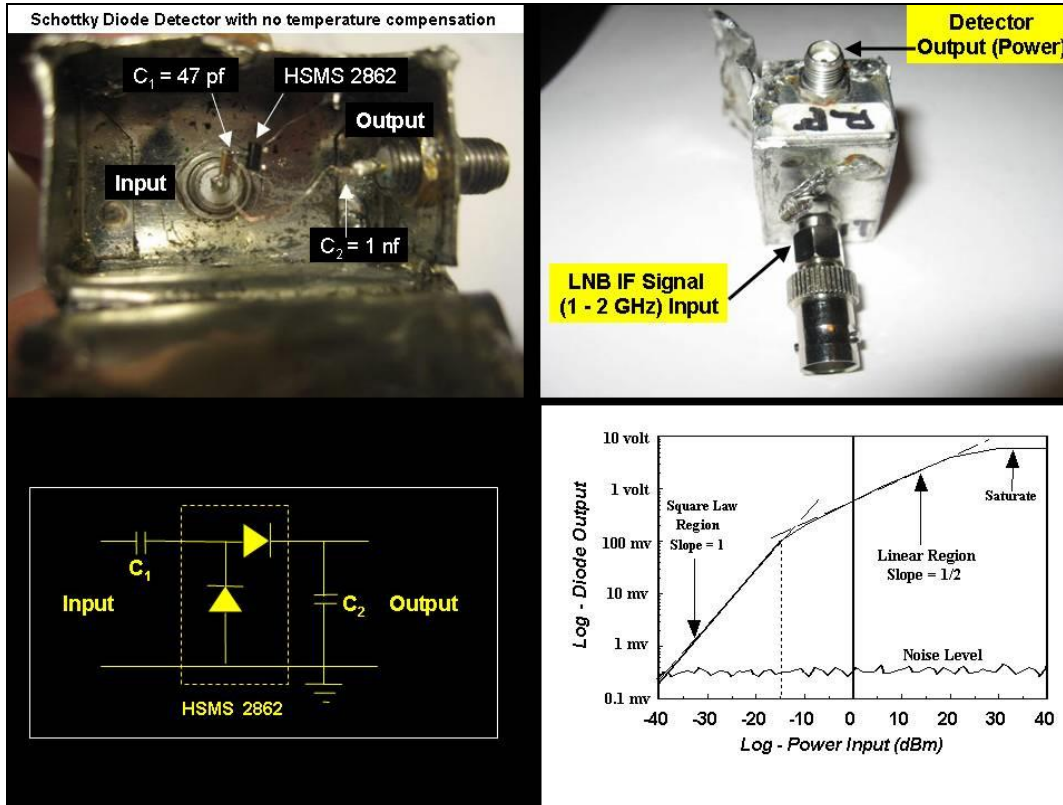 Schottky Diode Detector with no temperature compensation
C₁ = 47 pf
HSMS 2862
Output
Input
C₂ = 1 nf
Detector
Output (Power)
LNB IF Signal
(1 - 2 GHz) Input
C₁
Input
C₂
Output
HSMS 2862
10 volt
1 volt
100 mv
10 mv
1 mv
0.1 mv
Log - Diode Output
Square Law
Region
Slope = 1
Saturate
Linear Region
Slope = 1/2
Noise Level
-40
-30
-20
-10
0
10
20
30
40
Log - Power Input (dBm)